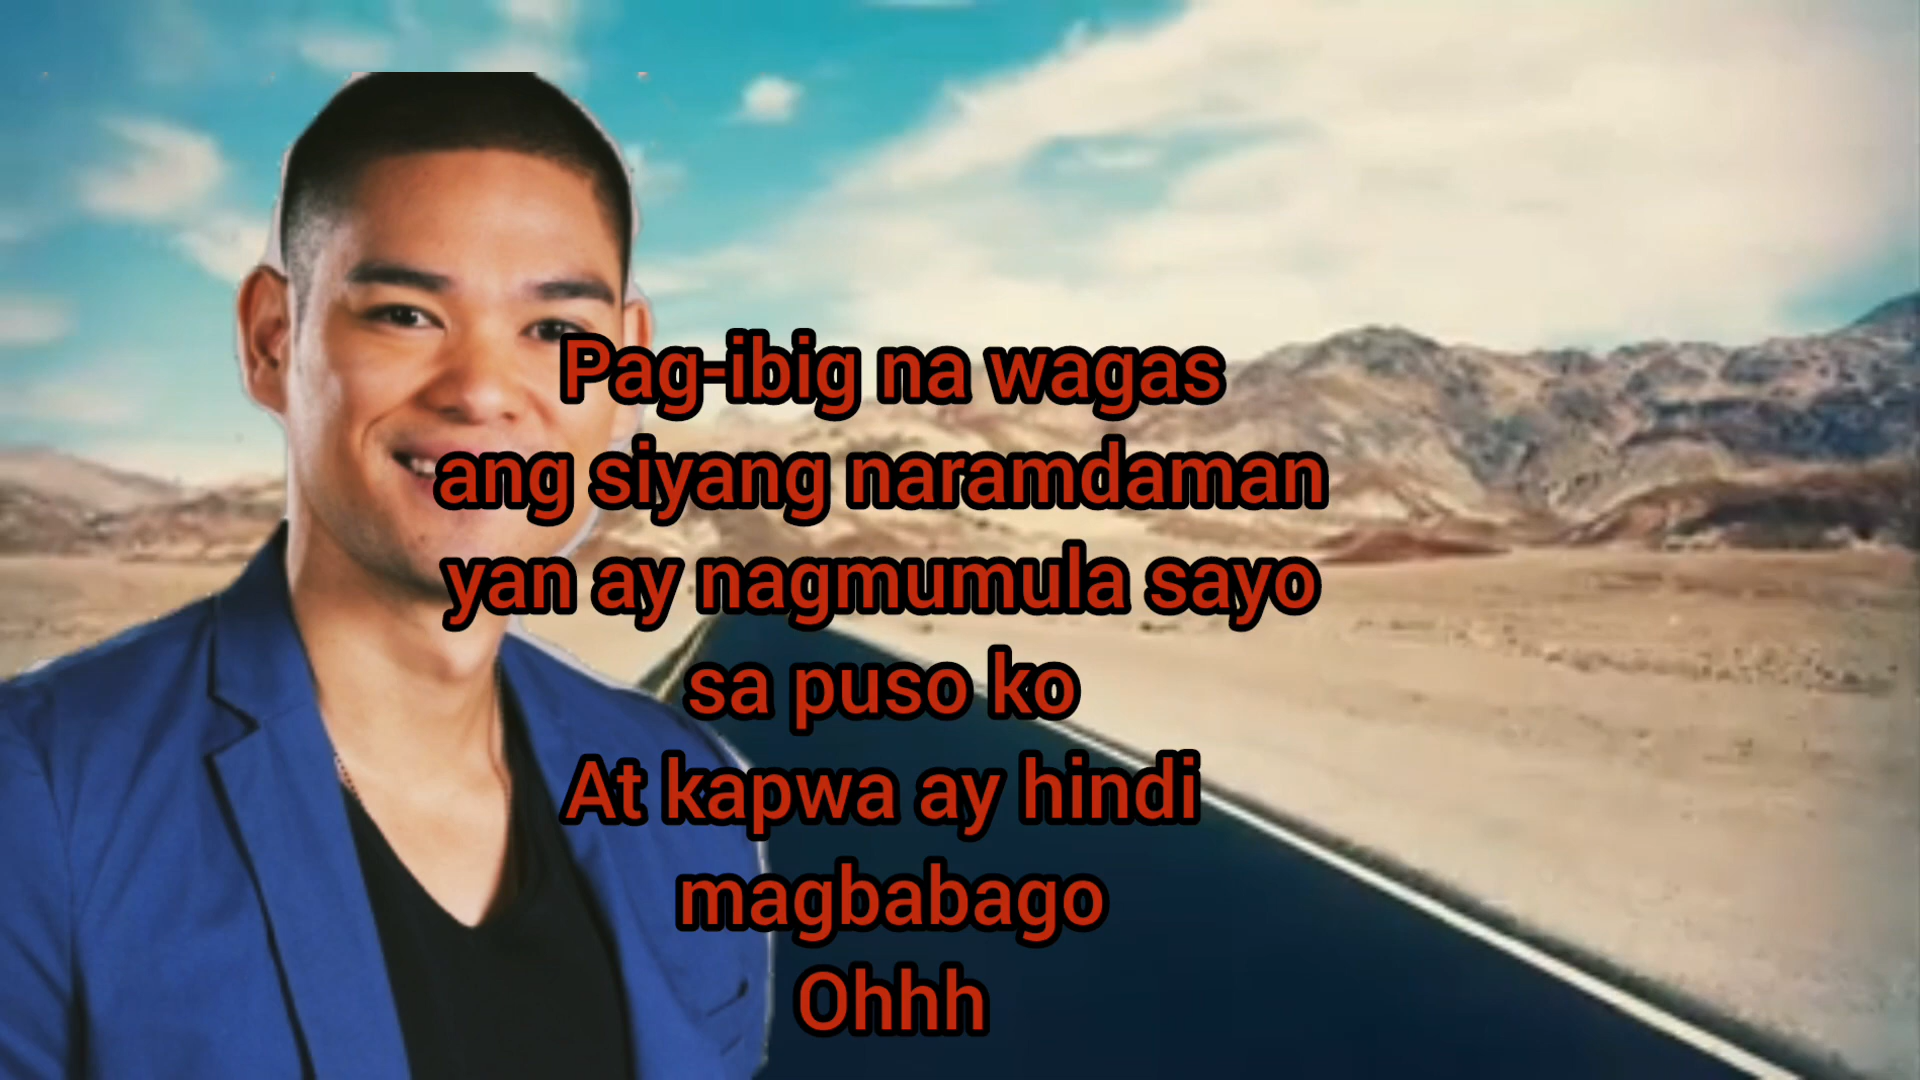 Pag-ibig na wagas
ang siyang naramdaman
yan ay nagmumula sayo
sa puso ko
At kapwa ay hindi
magbabago
Ohhh